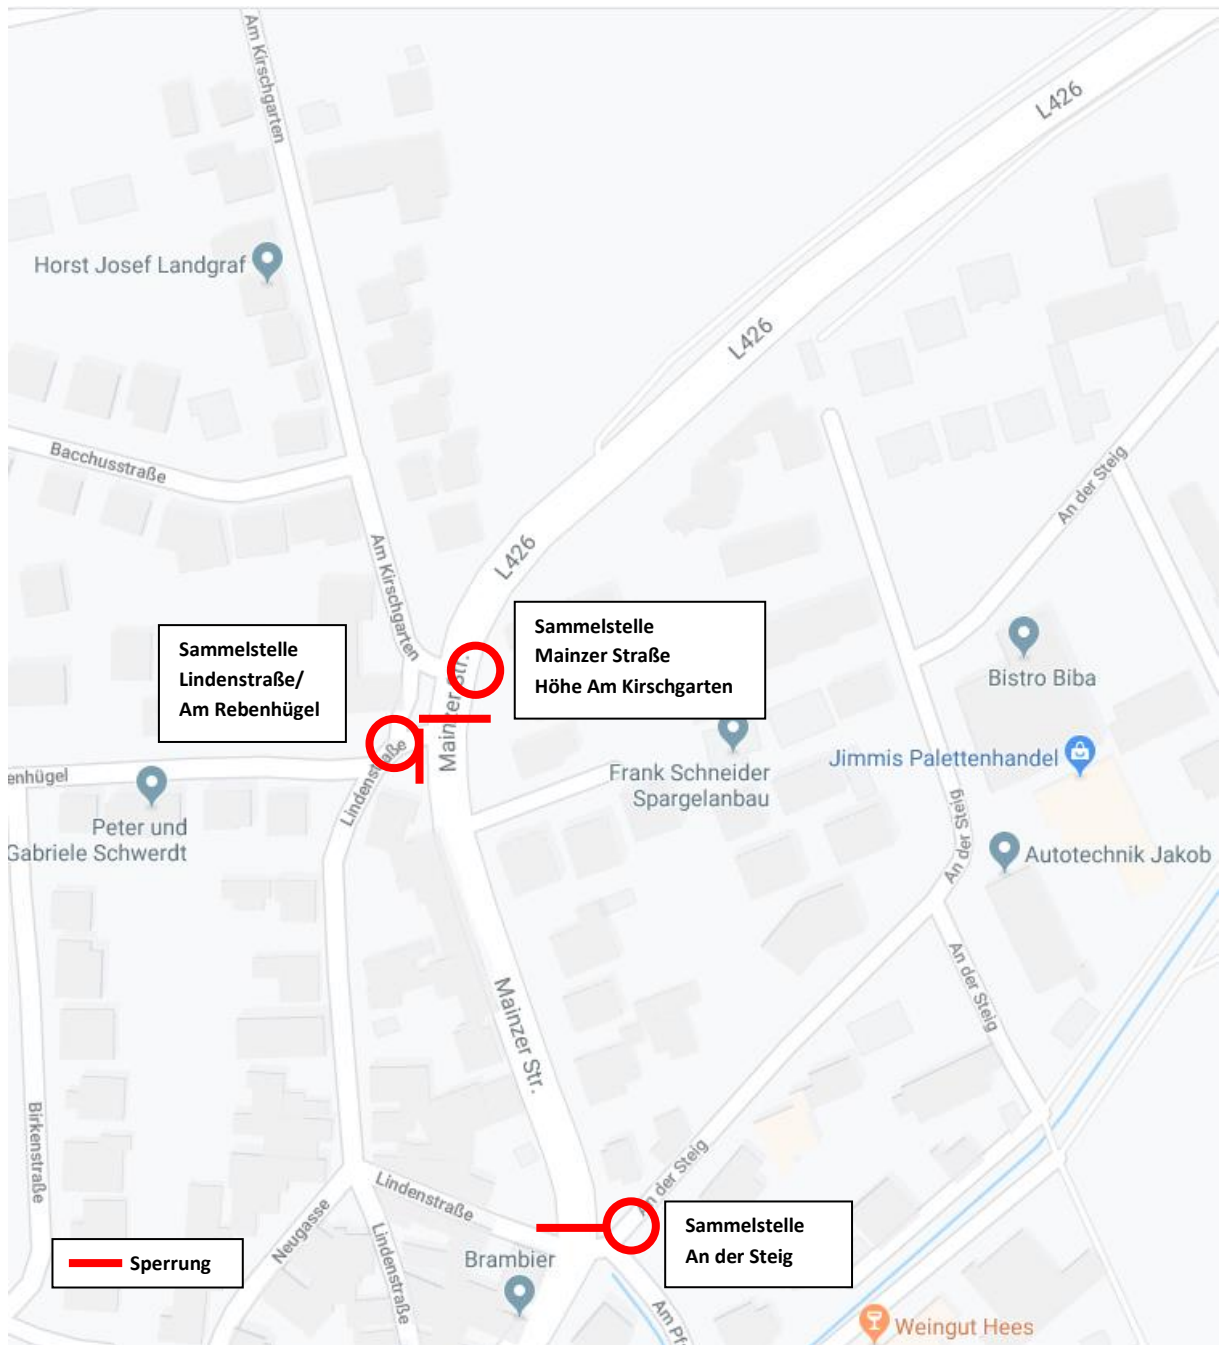 Am Kirschgarten
L426
Horst Josef Landgraf
L426
Bacchusstraße
An der Steig
L426
Am Kirschgarten
Sammelstelle
Lindenstraße/
Am Rebenhügel
Sammelstelle
Mainzer Straße
Höhe Am Kirschgarten
Bistro Biba
Mainzer Str.
Lindenstraße
enhügel
Jimmis Palettenhandel
Frank Schneider
Spargelanbau
Peter und
Gabriele Schwerdt
An der Steig
Autotechnik Jakob
An der Steig
Mainzer Str.
Birkenstraße
An der Steig
Lindenstraße
Neugasse
Lindenstraße
Sammelstelle
An der Steig
Sperrung
Brambier
Am Pf
Weingut Hees